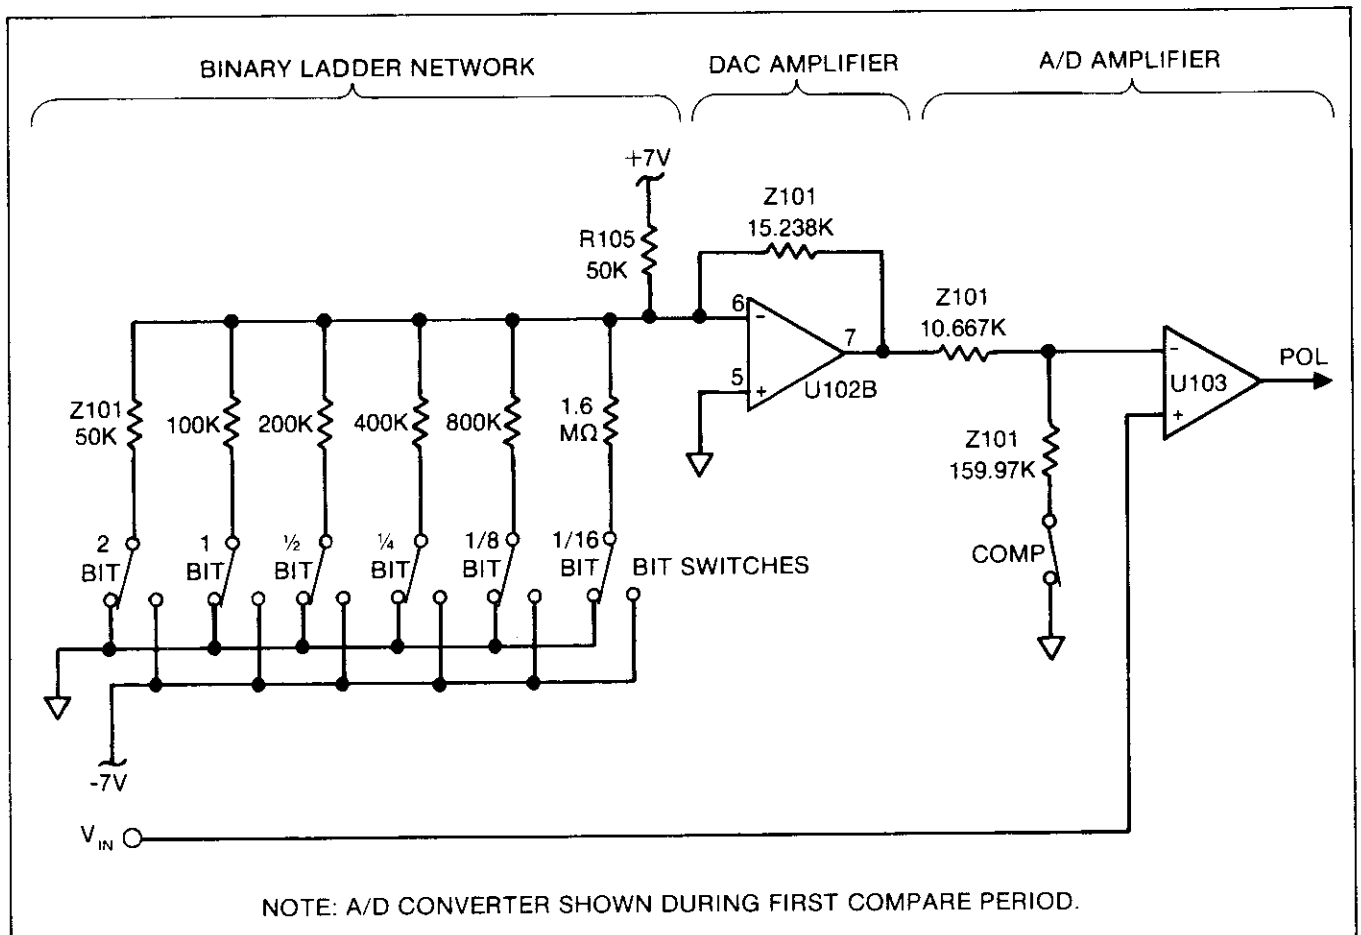 BINARY LADDER NETWORK
DAC AMPLIFIER
A/D AMPLIFIER
+7V
Z101
15.238K
R105
50K
Z101
10.667K
6
-
7
5
+
U102B
-
U103
+
POL
Z101
50K
100K
200K
400K
800K
1.6
MΩ
Z101
159.97K
2
BIT
1
BIT
½
BIT
¼
BIT
1/8
BIT
1/16
BIT
BIT SWITCHES
COMP
-7V
VIN
NOTE: A/D CONVERTER SHOWN DURING FIRST COMPARE PERIOD.